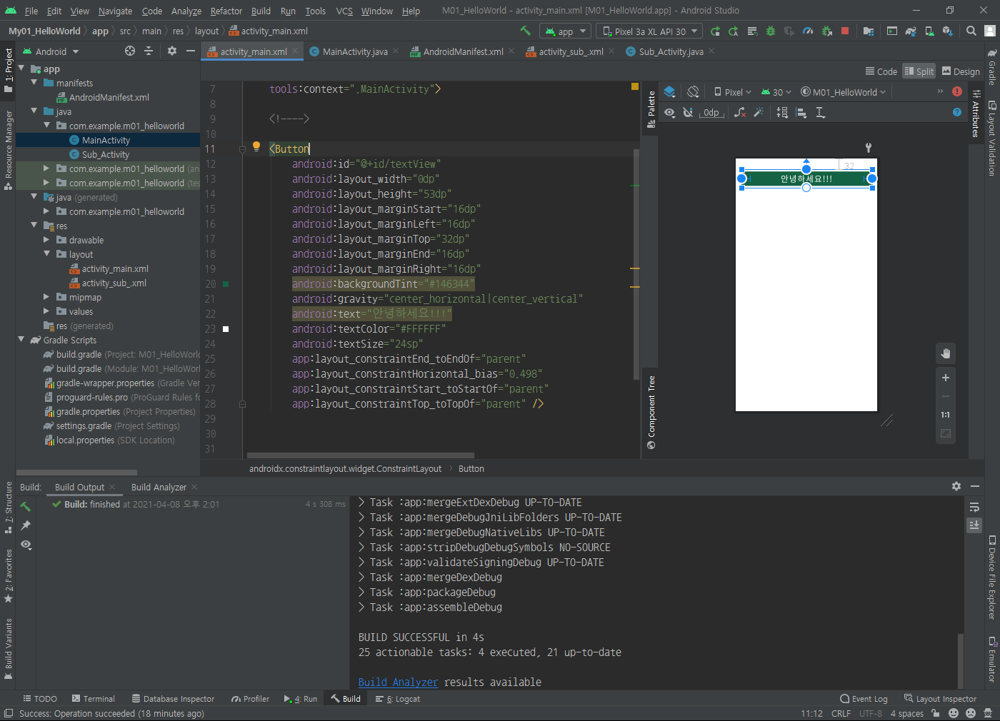 File Edit View Navigate Code Analyze Refactor Build Run Tools VCS Window Help M01_HelloWorld - activity_main.xml [M01_HelloWorld.app] - Android Studio
My01_HelloWorld app src main res layout activity_main.xml app Pixel 3a XL API 30
Android activity_main.xml MainActivity.java AndroidManifest.xml activity_sub_.xml Sub_Activity.java
Code Split Design
1: Project
Resource Manager
7: Structure
2: Favorites
Build Variants
app
manifests
AndroidManifest.xml
java
com.example.m01_helloworld
MainActivity
Sub_Activity
com.example.m01_helloworld (an
com.example.m01_helloworld (tes
java (generated)
com.example.m01_helloworld
res
drawable
layout
activity_main.xml
activity_sub_.xml
mipmap
values
res (generated)
Gradle Scripts
build.gradle (Project: M01_HelloWorld
build.gradle (Module: M01_HelloWorl
gradle-wrapper.properties (Gradle Ver
proguard-rules.pro (ProGuard Rules fo
gradle.properties (Project Properties)
settings.gradle (Project Settings)
local.properties (SDK Location)
7 tools:context=".MainActivity">
8
9 <!---->
10
11 <Button
12 android:id="@+id/textView"
13 android:layout_width="0dp"
14 android:layout_height="53dp"
15 android:layout_marginStart="16dp"
16 android:layout_marginLeft="16dp"
17 android:layout_marginTop="32dp"
18 android:layout_marginEnd="16dp"
19 android:layout_marginRight="16dp"
20 android:backgroundTint="#146344"
21 android:gravity="center_horizontal|center_vertical"
22 android:text="안녕하세요!!!"
23 android:textColor="#FFFFFF"
24 android:textSize="24sp"
25 app:layout_constraintEnd_toEndOf="parent"
26 app:layout_constraintHorizontal_bias="0.498"
27 app:layout_constraintStart_toStartOf="parent"
28 app:layout_constraintTop_toTopOf="parent" />
29
30
31
androidx.constraintlayout.widget.ConstraintLayout Button
Palette
Component Tree
Pixel 30 M01_HelloWorld
0dp
32
안녕하세요!!!
1:1
Attributes
Gradle
Layout Validation
Device File Explorer
Emulator
Build: Build Output Build Analyzer
Build: finished at 2021-04-08 오후 2:01 4 s 308 ms
> Task :app:mergeExtDexDebug UP-TO-DATE
> Task :app:mergeDebugJniLibFolders UP-TO-DATE
> Task :app:mergeDebugNativeLibs UP-TO-DATE
> Task :app:stripDebugDebugSymbols NO-SOURCE
> Task :app:validateSigningDebug UP-TO-DATE
> Task :app:mergeDexDebug
> Task :app:packageDebug
> Task :app:assembleDebug
BUILD SUCCESSFUL in 4s
25 actionable tasks: 4 executed, 21 up-to-date
Build Analyzer results available
TODO Terminal Database Inspector Profiler 4: Run Build 6: Logcat Event Log Layout Inspector
Success: Operation succeeded (18 minutes ago) 11:12 CRLF UTF-8 4 spaces